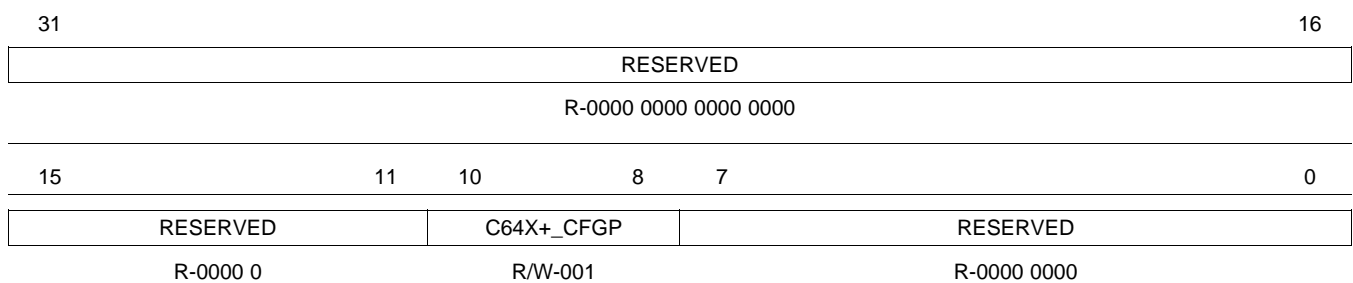 31 16
RESERVED
R-0000 0000 0000 0000
15 11 10 8 7 0
RESERVED C64X+_CFGP RESERVED
R-0000 0 R/W-001 R-0000 0000